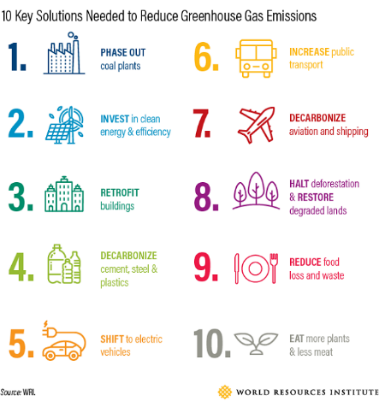 10 Key Solutions Needed to Reduce Greenhouse Gas Emissions
1.
PHASE OUT
coal plants
2.
INVEST in clean
energy & efficiency
3.
RETROFIT
buildings
4.
DECARBONIZE
cement, steel &
plastics
5.
SHIFT to electric
vehicles
6.
INCREASE public
transport
7.
DECARBONIZE
aviation and shipping
8.
HALT deforestation
& RESTORE
degraded lands
9.
REDUCE food
loss and waste
10.
EAT more plants
& less meat
Source: WRI.
WORLD RESOURCES INSTITUTE